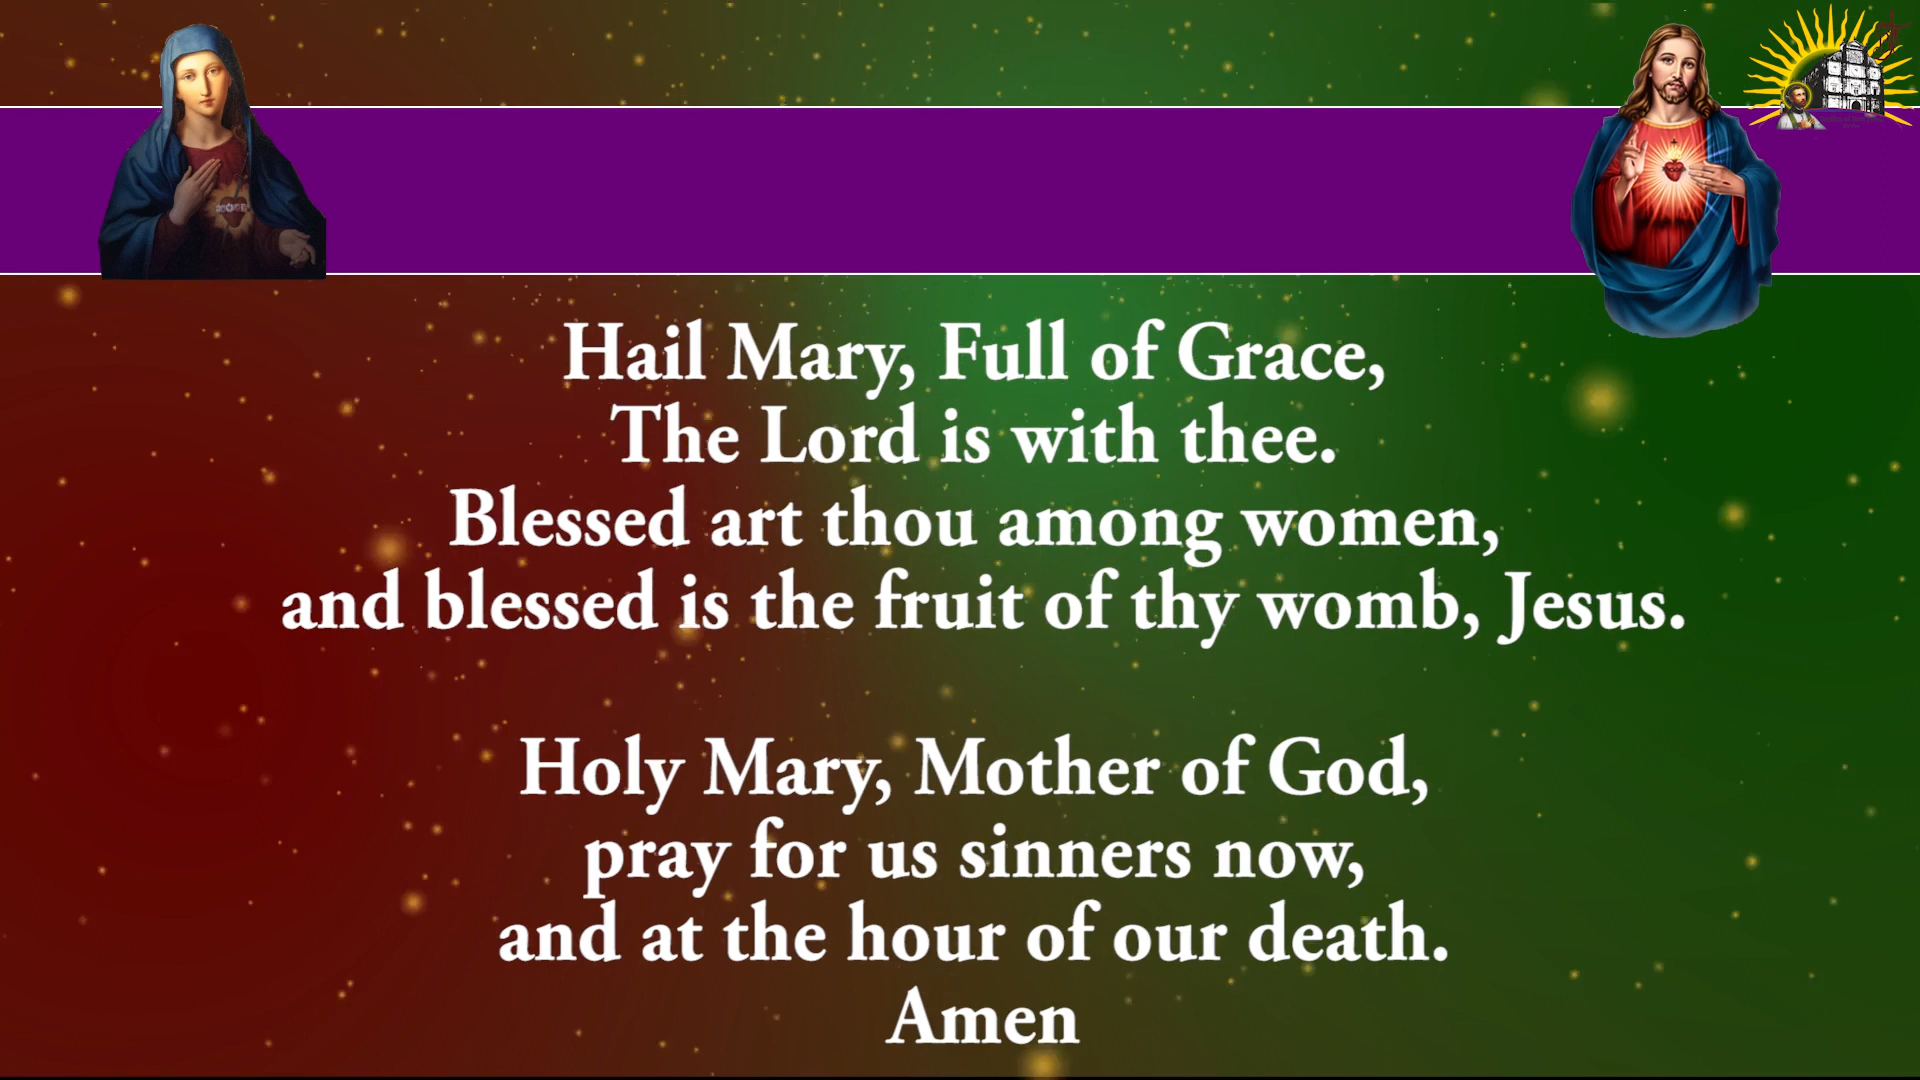 Hail Mary, Full of Grace,
The Lord is with thee.
Blessed art thou among women,
and blessed is the fruit of thy womb, Jesus.
Holy Mary, Mother of God,
pray for us sinners now,
and at the hour of our death.
Amen